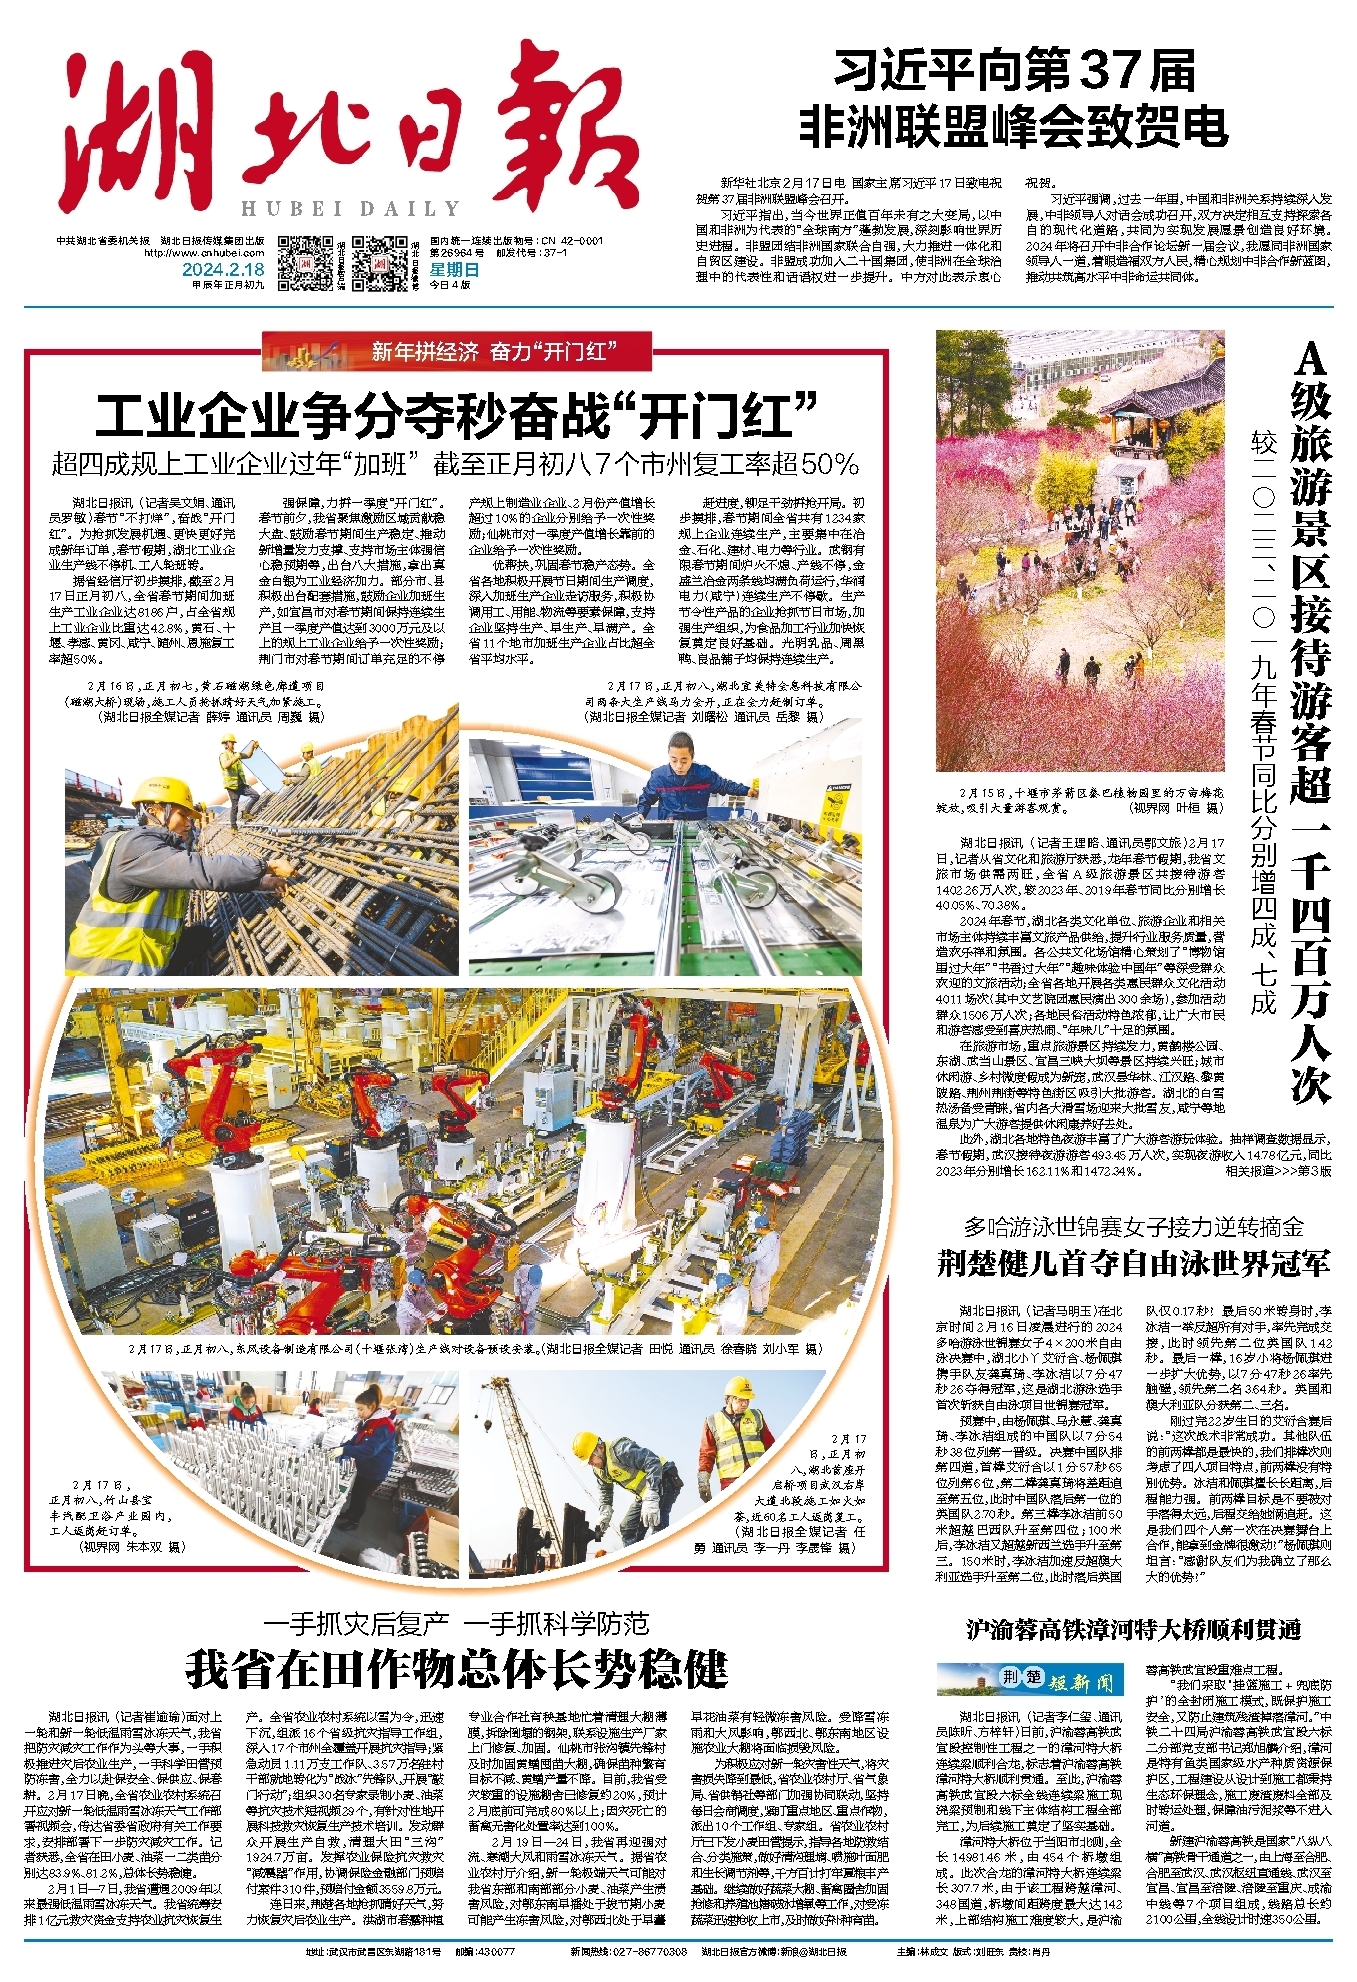 湖北日報
HUBEI DAILY
中共湖北省委机关报 湖北日报传媒集团出版
http://www.cnhubei.com
2024.2.18
甲辰年正月初九
国内统一连续出版物号:CN 42-0001
第26964号 邮发代号:37-1
星期日
今日4版
习近平向第37届
非洲联盟峰会致贺电
新华社北京2月17日电 国家主席习近平17日致电祝
贺第37届非洲联盟峰会召开。
习近平指出,当今世界正值百年未有之大变局,以中
国和非洲为代表的“全球南方”蓬勃发展,深刻影响世界历
史进程。非盟团结非洲国家联合自强,大力推进一体化和
自贸区建设。非盟成功加入二十国集团,使非洲在全球治
理中的代表性和话语权进一步提升。中方对此表示衷心
祝贺。
习近平强调,过去一年里,中国和非洲关系持续深入发
展,中非领导人对话会成功召开,双方决定相互支持探索各
自的现代化道路,共同为实现发展愿景创造良好环境。
2024年将召开中非合作论坛新一届会议,我愿同非洲国家
领导人一道,着眼造福双方人民,精心规划中非合作新蓝图,
推动共筑高水平中非命运共同体。
新年拼经济 奋力“开门红”
工业企业争分夺秒奋战“开门红”
超四成规上工业企业过年“加班” 截至正月初八7个市州复工率超50%
湖北日报讯(记者吴文娟、通讯
员罗敏)春节“不打烊”,奋战“开门
红”。为抢抓发展机遇、更快更好完
成新年订单,春节假期,湖北工业企
业生产线不停机、工人轮班转。
据省经信厅初步摸排,截至2月
17日正月初八,全省春节期间加班
生产工业企业达8186户,占全省规
上工业企业比重达42.8%,黄石、十
堰、孝感、黄冈、咸宁、随州、恩施复工
率超50%。
强保障,力拼一季度“开门红”。
春节前夕,我省聚焦激励区域贡献稳
大盘、鼓励春节期间生产稳定、推动
新增量发力支撑、支持市场主体强信
心稳预期等,出台八大措施,拿出真
金白银为工业经济加力。部分市、县
积极出台配套措施,鼓励企业加班生
产,如宜昌市对春节期间保持连续生
产且一季度产值达到3000万元及以
上的规上工业企业给予一次性奖励;
荆门市对春节期间订单充足的不停
产规上制造业企业、2月份产值增长
超过10%的企业分别给予一次性奖
励;仙桃市对一季度产值增长靠前的
企业给予一次性奖励。
优帮扶,巩固春节稳产态势。全
省各地积极开展节日期间生产调度,
深入加班生产企业走访服务,积极协
调用工、用能、物流等要素保障,支持
企业坚持生产、早生产、早满产。全
省11个地市加班生产企业占比超全
省平均水平。
赶进度,铆足干劲拼抢开局。初
步摸排,春节期间全省共有1234家
规上企业连续生产,主要集中在冶
金、石化、建材、电力等行业。武钢有
限春节期间炉火不熄、产线不停,金
盛兰冶金两条线均满负荷运行,华润
电力(咸宁)连续生产不停歇。生产
节令性产品的企业抢抓节日市场,加
强生产组织,为食品加工行业加快恢
复奠定良好基础。光明乳品、周黑
鸭、良品铺子均保持连续生产。
2月16日,正月初七,黄石磁湖绿色廊道项目
(磁湖大桥)现场,施工人员抢抓晴好天气加紧施工。
(湖北日报全媒记者 薛婷 通讯员 周巍 摄)
2月17日,正月初八,湖北宜美特全息科技有限公
司两条大生产线马力全开,正在全力赶制订单。
(湖北日报全媒记者 刘曙松 通讯员 岳黎 摄)
2月17日,正月初八,东风设备制造有限公司(十堰张湾)生产线对设备预设安装。(湖北日报全媒记者 田悦 通讯员 徐春晓 刘小军 摄)
2月17日,
正月初八,竹山县宝
丰汽配卫浴产业园内,
工人返岗赶订单。
(视界网 朱本双 摄)
2月17
日,正月初
八,湖北首座开
启桥项目武汉右岸
大道北段施工如火如
荼,近60名工人返岗复工。
(湖北日报全媒记者 任
勇 通讯员 李一丹 李晨锋 摄)
2月15日,十堰市茅箭区秦巴植物园里的万亩梅花
绽放,吸引大量游客观赏。 (视界网 叶恒 摄)
A级旅游景区接待游客超一千四百万人次
较二〇二三、二〇一九年春节同比分别增四成、七成
湖北日报讯(记者王理略、通讯员鄂文旅)2月17
日,记者从省文化和旅游厅获悉,龙年春节假期,我省文
旅市场供需两旺,全省A级旅游景区共接待游客
1402.26万人次,较2023年、2019年春节同比分别增长
40.05%、70.38%。
2024年春节,湖北各类文化单位、旅游企业和相关
市场主体持续丰富文旅产品供给,提升行业服务质量,营
造欢乐祥和氛围。各公共文化场馆精心策划了“博物馆
里过大年”“书香过大年”“趣味体验中国年”等深受群众
欢迎的文旅活动;全省各地开展各类惠民群众文化活动
4011场次(其中文艺院团惠民演出300余场),参加活动
群众1506万人次;各地民俗活动特色浓郁,让广大市民
和游客感受到喜庆热闹、“年味儿”十足的氛围。
在旅游市场,重点旅游景区持续发力,黄鹤楼公园、
东湖、武当山景区、宜昌三峡大坝等景区持续兴旺;城市
休闲游、乡村微度假成为新宠,武汉昙华林、江汉路、黎黄
陂路、荆州荆街等特色街区吸引大批游客。湖北的白雪
热汤备受青睐,省内各大滑雪场迎来大批雪友,咸宁等地
温泉为广大游客提供休闲康养好去处。
此外,湖北各地特色夜游丰富了广大游客游玩体验。抽样调查数据显示,
春节假期,武汉接待夜游游客493.45万人次,实现夜游收入14.78亿元,同比
2023年分别增长162.11%和1472.34%。 相关报道>>>第3版
多哈游泳世锦赛女子接力逆转摘金
荆楚健儿首夺自由泳世界冠军
湖北日报讯(记者马明玉)在北
京时间2月16日凌晨进行的2024
多哈游泳世锦赛女子4×200米自由
泳决赛中,湖北小丫艾衍含、杨佩琪
携手队友龚真琦、李冰洁以7分47
秒26夺得冠军,这是湖北游泳选手
首次斩获自由泳项目世锦赛冠军。
预赛中,由杨佩琪、马永慧、龚真
琦、李冰洁组成的中国队以7分54
秒38位列第一晋级。决赛中国队排
第四道,首棒艾衍含以1分57秒65
位列第6位,第二棒龚真琦将差距追
至第五位,此时中国队落后第一位的
英国队2.70秒。第三棒李冰洁前50
米超越巴西队升至第四位;100米
后,李冰洁又超越新西兰选手升至第
三。150米时,李冰洁加速反超澳大
利亚选手升至第二位,此时落后英国
队仅0.17秒!最后50米转身时,李
冰洁一举反超所有对手,率先完成交
接,此时领先第二位英国队1.42
秒。最后一棒,16岁小将杨佩琪进
一步扩大优势,以7分47秒26率先
触壁,领先第二名3.64秒。英国和
澳大利亚队分获第二、三名。
刚过完22岁生日的艾衍含赛后
说:“这次战术非常成功。其他队伍
的前两棒都是最快的,我们排棒次则
考虑了四人项目特点,前两棒没有特
别优势。冰洁和佩琪擅长长距离,后
程能力强。前两棒目标是不要被对
手落得太远,后程交给她俩追赶。这
是我们四个人第一次在决赛舞台上
合作,能拿到金牌很激动!”杨佩琪则
坦言:“感谢队友们为我确立了那么
大的优势!”
一手抓灾后复产 一手抓科学防范
我省在田作物总体长势稳健
湖北日报讯(记者崔逾瑜)面对上
一轮和新一轮低温雨雪冰冻天气,我省
把防灾减灾工作作为头等大事,一手积
极推进灾后农业生产,一手科学田管预
防冻害,全力以赴保安全、保供应、保春
耕。2月17日晚,全省农业农村系统召
开应对新一轮低温雨雪冰冻天气工作部
署视频会,传达省委省政府有关工作要
求,安排部署下一步防灾减灾工作。记
者获悉,全省在田小麦、油菜一二类苗分
别达83.9%、81.2%,总体长势稳健。
2月1日—7日,我省遭遇2009年以
来最强低温雨雪冰冻天气。我省统筹安
排1亿元救灾资金支持农业抗灾恢复生
产。全省农业农村系统以雪为令,迅速
下沉,组派16个省级抗灾指导工作组,
深入17个市州全覆盖开展抗灾指导;紧
急动员1.11万支工作队、3.57万名驻村
干部就地转化为“战冰”先锋队,开展“敲
门行动”;组织30名专家录制小麦、油菜
等抗灾技术短视频29个,有针对性地开
展科技救灾恢复生产技术培训。发动群
众开展生产自救,清理大田“三沟”
1924.7万亩。发挥农业保险抗灾救灾
“减震器”作用,协调保险金融部门预赔
付案件310件,预赔付金额3559.8万元。
连日来,荆楚各地抢抓晴好天气,努
力恢复灾后农业生产。洪湖市春露种植
专业合作社育秧基地忙着清理大棚薄
膜,拆除倒塌的钢架,联系设施生产厂家
上门修复、加固。仙桃市张沟镇先锋村
及时加固黄鳝囤苗大棚,确保苗种繁育
目标不减、黄鳝产量不降。目前,我省受
灾较重的设施棚舍已修复约20%,预计
2月底前可完成80%以上;因灾死亡的
畜禽无害化处置率达到100%。
2月19日—24日,我省再迎强对
流、寒潮大风和雨雪冰冻天气。据省农
业农村厅介绍,新一轮极端天气可能对
我省东部和南部部分小麦、油菜产生渍
害风险,对鄂东南早播处于拔节期小麦
可能产生冻害风险,对鄂西北处于早薹
早花油菜有轻微冻害风险。受降雪冻
雨和大风影响,鄂西北、鄂东南地区设
施农业大棚将面临损毁风险。
为积极应对新一轮灾害性天气,将灾
害损失降到最低,省农业农村厅、省气象
局、省供销社等部门加强协同联动,坚持
每日会商调度,紧盯重点地区、重点作物,
派出10个工作组、专家组。省农业农村
厅已下发小麦田管提示,指导各地防救结
合、分类施策,做好清沟理墒、喷施叶面肥
和生长调节剂等,千方百计打牢夏粮丰产
基础。继续做好蔬菜大棚、畜禽圈舍加固
抢修和养殖池塘破冰增氧等工作,对受冻
蔬菜迅速抢收上市,及时做好补种育苗。
沪渝蓉高铁漳河特大桥顺利贯通
荆楚短新闻
湖北日报讯(记者李仁玺、通讯
员陈昕、方梓轩)日前,沪渝蓉高铁武
宜段控制性工程之一的漳河特大桥
连续梁顺利合龙,标志着沪渝蓉高铁
漳河特大桥顺利贯通。至此,沪渝蓉
高铁武宜段六标全线连续梁施工现
浇梁预制和线下主体结构工程全部
完工,为后续施工奠定了坚实基础。
漳河特大桥位于当阳市北侧,全
长14981.46米,由454个桥墩组
成。此次合龙的漳河特大桥连续梁
长307.7米,由于该工程跨越漳河、
348国道,桥墩间距跨度最大达142
米,上部结构施工难度较大,是沪渝
蓉高铁武宜段重难点工程。
“我们采取‘挂篮施工+兜底防
护’的全封闭施工模式,既保护施工
安全,又防止建筑残渣掉落漳河。”中
铁二十四局沪渝蓉高铁武宜段六标
二分部党支部书记郑旭鹏介绍,漳河
是特有鱼类国家级水产种质资源保
护区,工程建设从设计到施工都秉持
生态环保理念,施工废渣废料全部及
时转运处理,保障油污泥浆等不进入
河道。
新建沪渝蓉高铁是国家“八纵八
横”高铁骨干通道之一,由上海至合肥、
合肥至武汉、武汉枢纽直通线、武汉至
宜昌、宜昌至涪陵、涪陵至重庆、成渝
中线等7个项目组成,线路总长约
2100公里,全线设计时速350公里。
地址:武汉市武昌区东湖路181号 邮编:430077 新闻热线:027-86770308 湖北日报官方微博:新浪@湖北日报 主编:林成文 版式:刘旺东 责校:肖丹